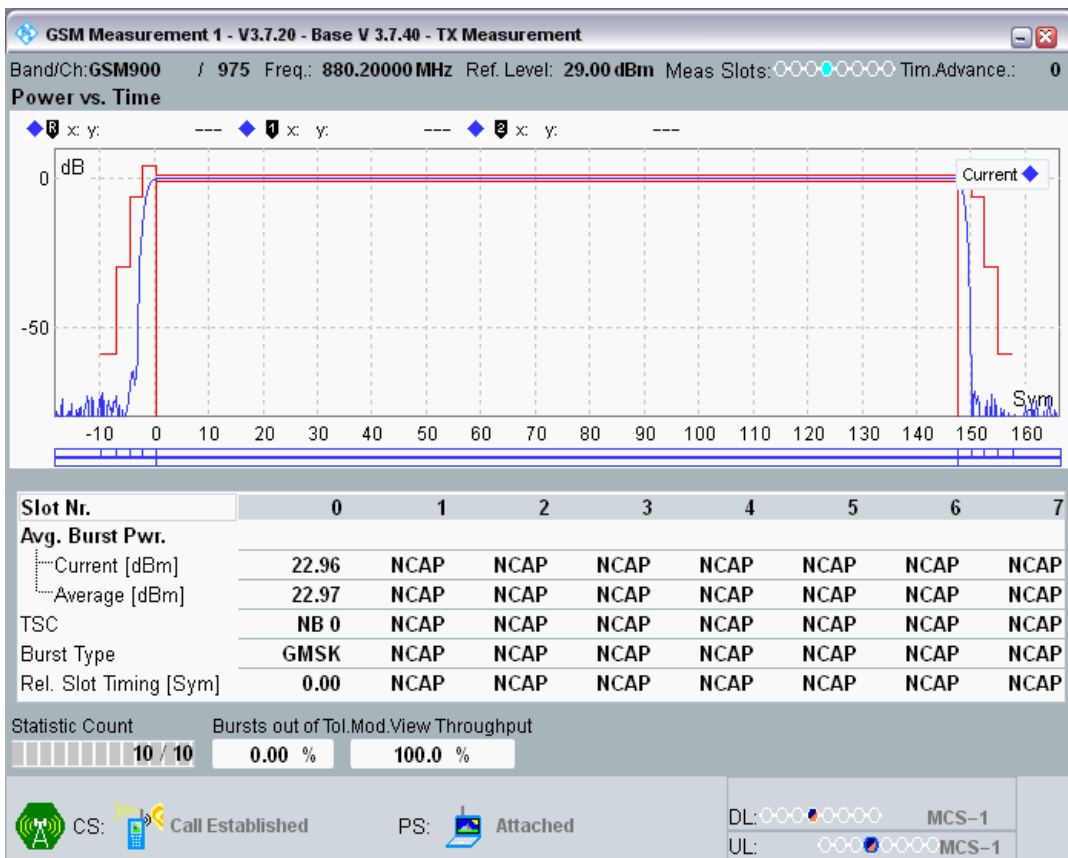 GSM Measurement 1 - V3.7.20 - Base V 3.7.40 - TX Measurement
Band/Ch:GSM900 / 975 Freq.: 880.20000 MHz Ref. Level: 29.00 dBm Meas Slots: Tim.Advance.: 0
Power vs. Time
R x: y: --- 1 x: y: --- 2 x: y: ---
dB
Current
0
-50
Sym
-10 0 10 20 30 40 50 60 70 80 90 100 110 120 130 140 150 160
Slot Nr. 0 1 2 3 4 5 6 7
Avg. Burst Pwr.
Current [dBm] 22.96 NCAP NCAP NCAP NCAP NCAP NCAP NCAP
Average [dBm] 22.97 NCAP NCAP NCAP NCAP NCAP NCAP NCAP
TSC NB 0 NCAP NCAP NCAP NCAP NCAP NCAP NCAP
Burst Type GMSK NCAP NCAP NCAP NCAP NCAP NCAP NCAP
Rel. Slot Timing [Sym] 0.00 NCAP NCAP NCAP NCAP NCAP NCAP NCAP
Statistic Count Bursts out of Tol. Mod.View Throughput
10 / 10 0.00 % 100.0 %
CS: Call Established PS: Attached
DL: MCS-1
UL: MCS-1